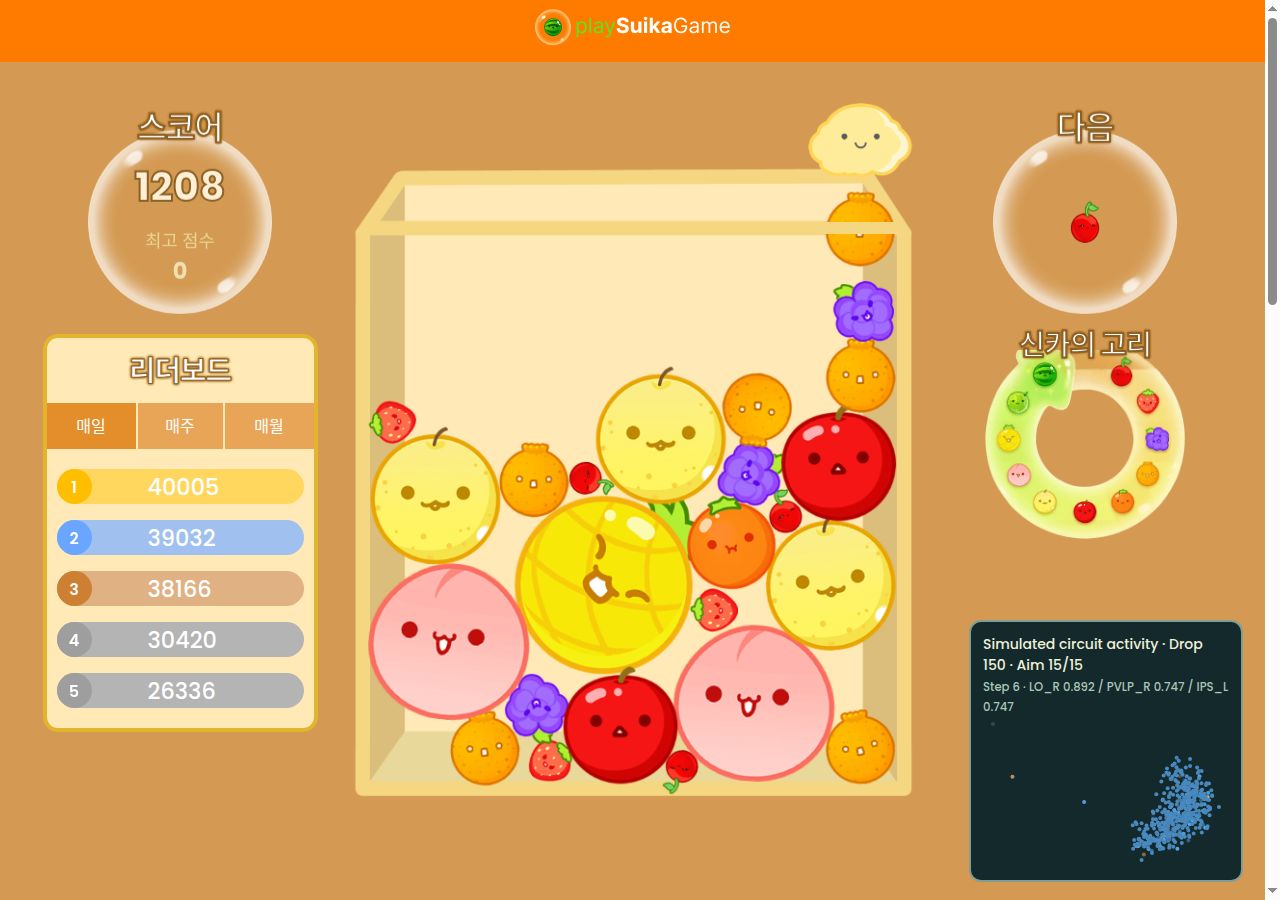 playSuikaGame
스코어
1208
최고 점수
0
리더보드
매일 매주 매월
1 40005
2 39032
3 38166
4 30420
5 26336
다음
신카의 고리
Simulated circuit activity · Drop
150 · Aim 15/15
Step 6 · LO_R 0.892 / PVLP_R 0.747 / IPS_L
0.747